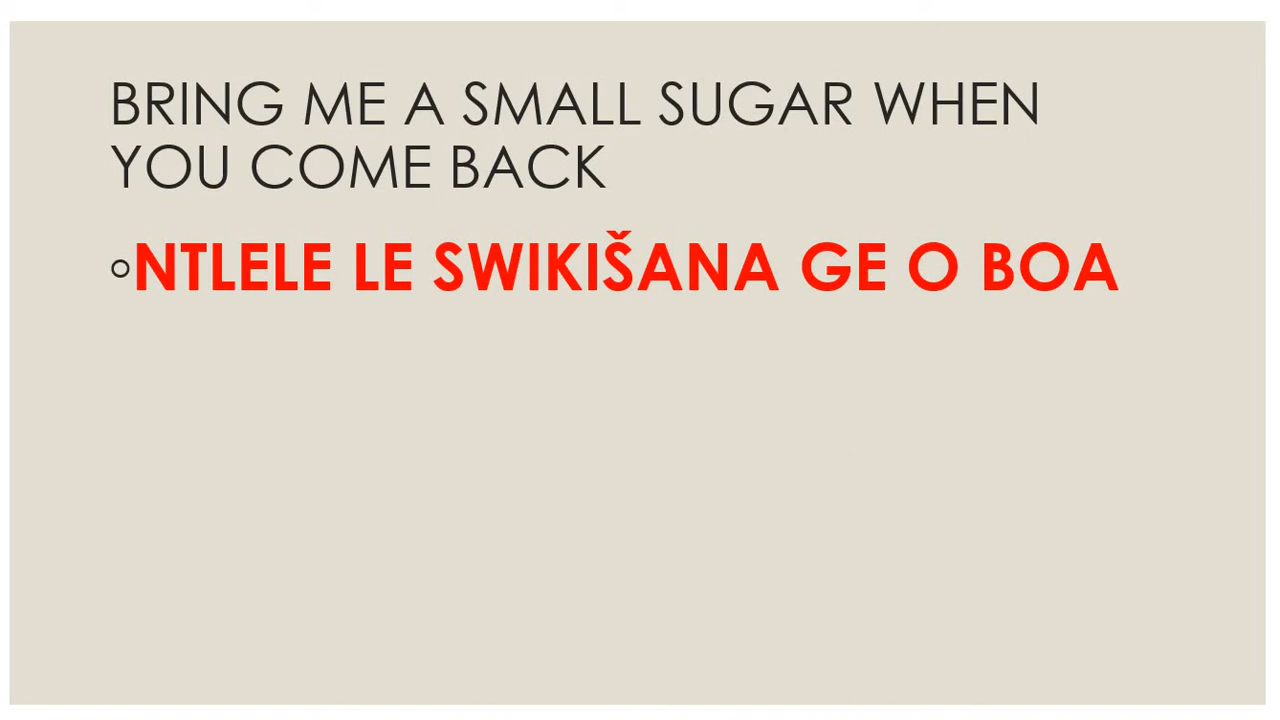 BRING ME A SMALL SUGAR WHEN
YOU COME BACK
◦NTLELE LE SWIKIŠANA GE O BOA